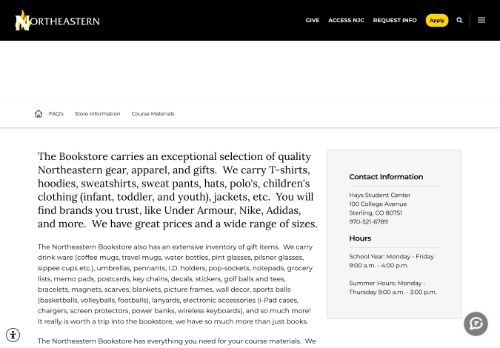 NORTHEASTERN
GIVE ACCESS NJC REQUEST INFO Apply
FAQ's Store Information Course Materials
The Bookstore carries an exceptional selection of quality
Northeastern gear, apparel, and gifts. We carry T-shirts,
hoodies, sweatshirts, sweat pants, hats, polo's, children's
clothing (infant, toddler, and youth), jackets, etc. You will
find brands you trust, like Under Armour, Nike, Adidas,
and more. We have great prices and a wide range of sizes.
The Northeastern Bookstore also has an extensive inventory of gift items. We carry
drink ware (coffee mugs, travel mugs, water bottles, pint glasses, pilsner glasses,
sippee cups etc.), umbrellas, pennants, I.D. holders, pop-sockets, notepads, grocery
lists, memo pads, postcards, key chains, decals, stickers, golf balls and tees,
bracelets, magnets, scarves, blankets, picture frames, wall decor, sports balls
(basketballs, volleyballs, footballs), lanyards, electronic accessories (I-Pad cases,
chargers, screen protectors, power banks, wireless keyboards), and so much more!
It really is worth a trip into the bookstore, we have so much more than just books.
The Northeastern Bookstore has everything you need for your course materials. We
Contact Information
Hays Student Center
100 College Avenue
Sterling, CO 80751
970-521-6789
Hours
School Year: Monday - Friday
9:00 a.m. - 4:00 p.m.
Summer Hours: Monday -
Thursday 9:00 a.m. - 3:00 p.m.